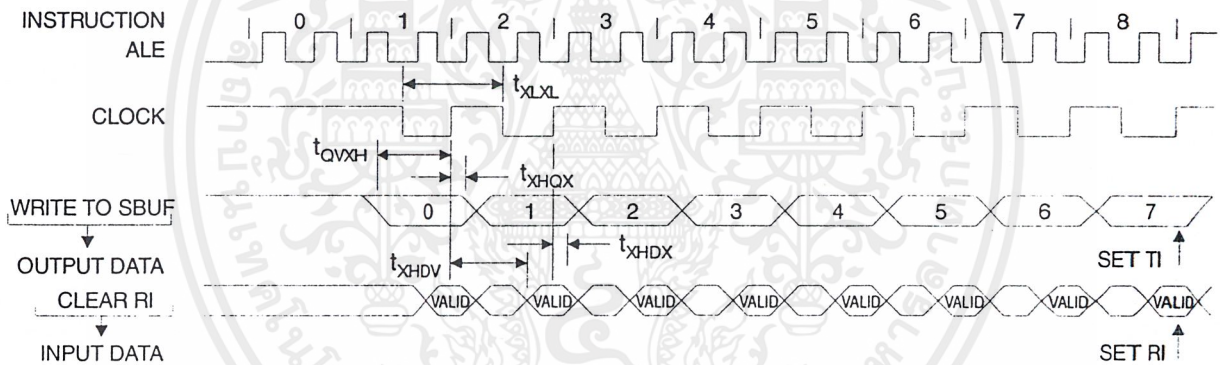 INSTRUCTION 0 1 2 3 4 5 6 7 8
ALE
tXLXL
CLOCK
tQVXH
tXHQX
WRITE TO SBUF 0 1 2 3 4 5 6 7
tXHDX
SET TI
OUTPUT DATA
tXHDV
CLEAR RI VALID VALID VALID VALID VALID VALID VALID VALID
INPUT DATA
SET RI